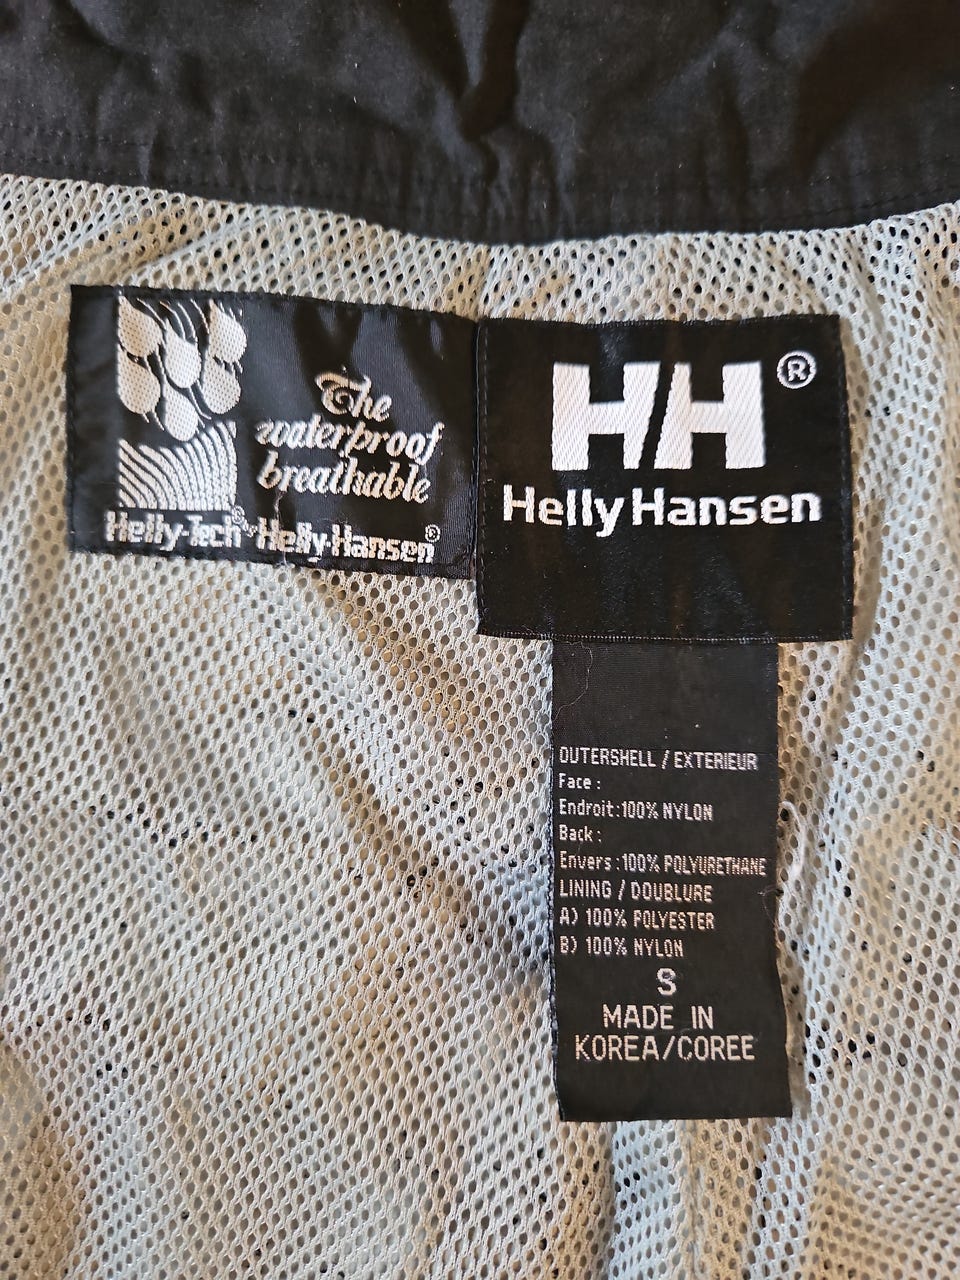 The
waterproof
breathable
Helly-Tech® by Helly-Hansen®
HH®
Helly Hansen
OUTERSHELL / EXTERIEUR
Face :
Endroit : 100% NYLON
Back :
Envers : 100% POLYURETHANE
LINING / DOUBLURE
A) 100% POLYESTER
B) 100% NYLON
S
MADE IN
KOREA/COREE